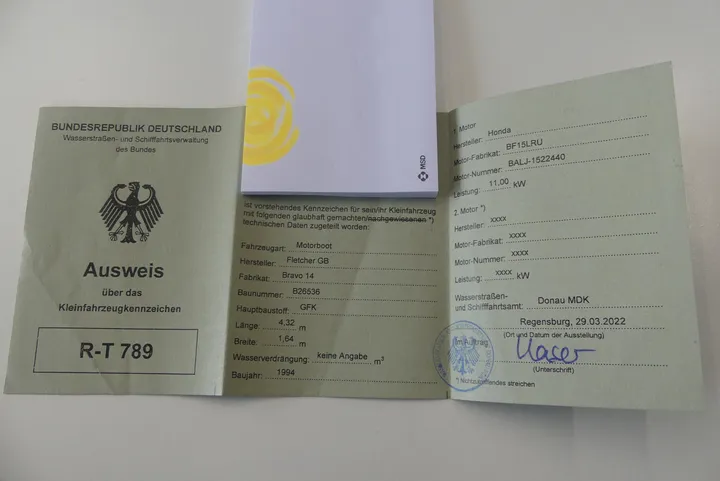 BUNDESREPUBLIK DEUTSCHLAND
Wasserstraßen- und Schifffahrtsverwaltung
des Bundes
Ausweis
über das
Kleinfahrzeugkennzeichen
R-T 789
MSD
ist vorstehendes Kennzeichen für sein/ihr Kleinfahrzeug
mit folgenden glaubhaft gemachten/nachgewiesenen *)
technischen Daten zugeteilt worden:
Fahrzeugart: Motorboot
Hersteller: Fletcher GB
Fabrikat: Bravo 14
Baunummer: B26536
Hauptbaustoff: GFK
Länge: 4,32 m
Breite: 1,64 m
Wasserverdrängung: keine Angabe m³
Baujahr: 1994
1. Motor
Hersteller: Honda
Motor-Fabrikat: BF15LRU
Motor-Nummer: BALJ-1522440
Leistung: 11,00 kW
2. Motor *)
Hersteller: xxxx
Motor-Fabrikat: xxxx
Motor-Nummer: xxxx
Leistung: xxxx kW
Wasserstraßen-
und Schifffahrtsamt: Donau MDK
Regensburg, 29.03.2022
(Ort und Datum der Ausstellung)
Im Auftrag
(Unterschrift)
*) Nichtzutreffendes streichen